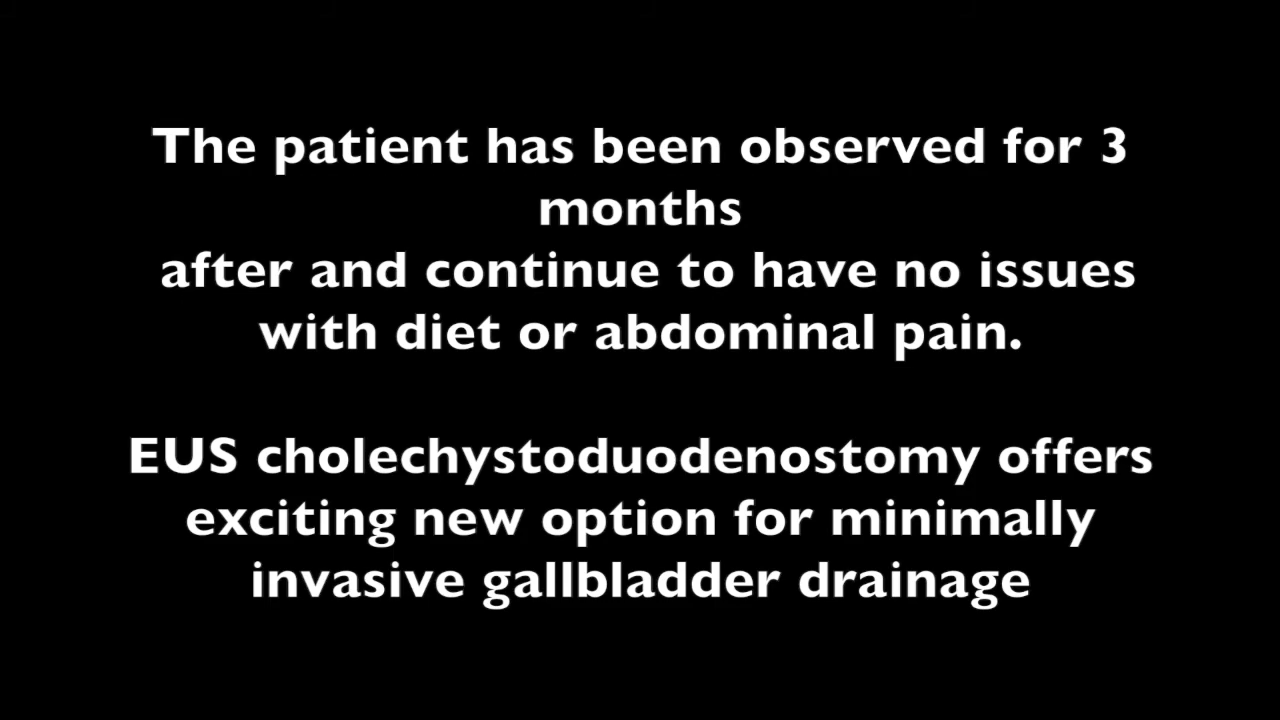 The patient has been observed for 3
months
after and continue to have no issues
with diet or abdominal pain.
EUS cholechystoduodenostomy offers
exciting new option for minimally
invasive gallbladder drainage